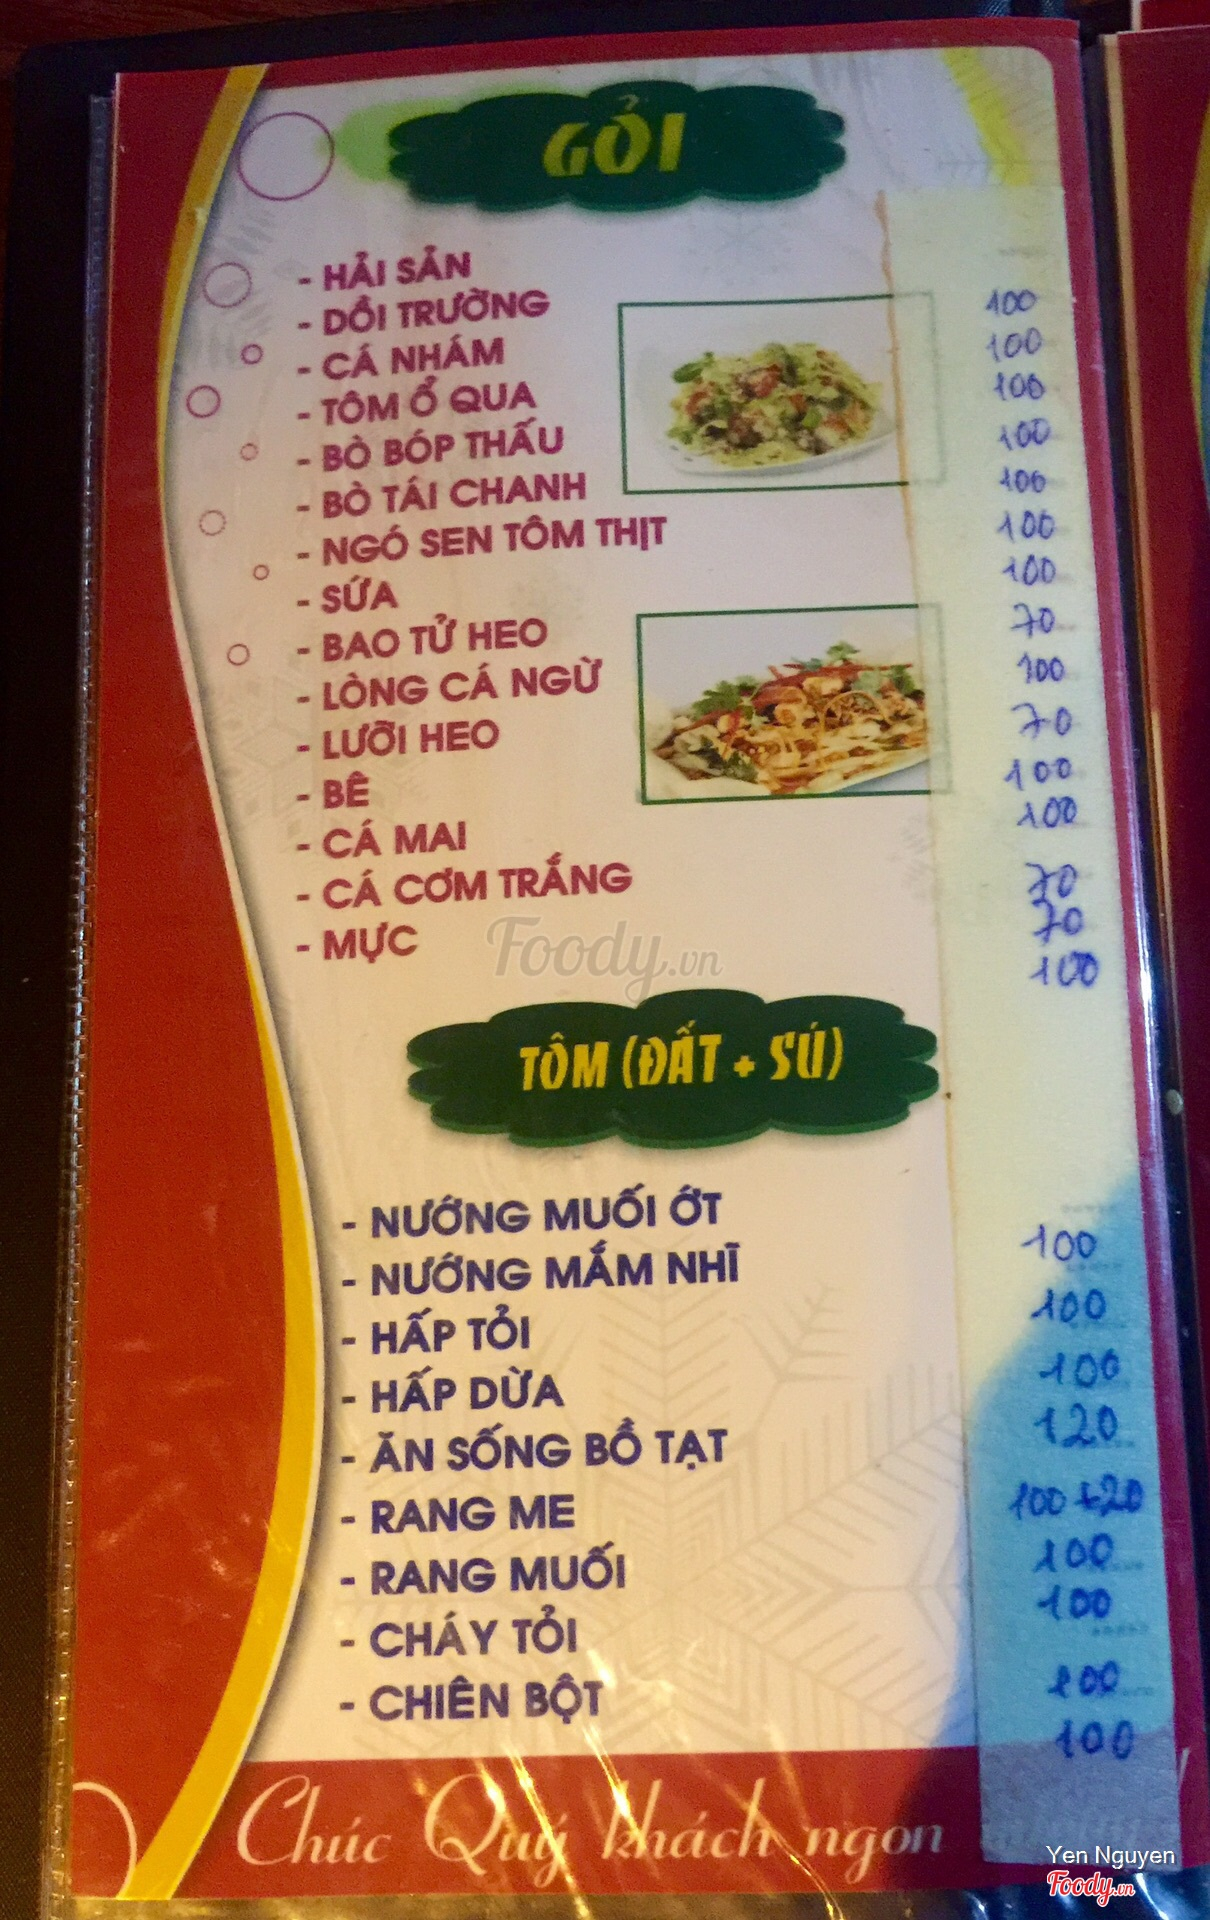 GỎI
- HẢI SẢN 100
- DỒI TRƯỜNG 100
- CÁ NHÁM 100
- TÔM Ổ QUA 100
- BÒ BÓP THẤU 100
- BÒ TÁI CHANH 100
- NGÓ SEN TÔM THỊT 100
- SỨA 70
- BAO TỬ HEO 100
- LÒNG CÁ NGỪ 70
- LƯỠI HEO 100
- BÊ 100
- CÁ MAI 70
- CÁ CƠM TRẮNG 70
- MỰC 100
Foody.vn
TÔM (ĐẤT + SÚ)
- NƯỚNG MUỐI ỚT 100
- NƯỚNG MẮM NHĨ 100
- HẤP TỎI 100
- HẤP DỪA 120
- ĂN SỐNG BỒ TẠT 100+20
- RANG ME 100
- RANG MUỐI 100
- CHÁY TỎI 100
- CHIÊN BỘT 100
Chúc Quý khách ngon
Yen Nguyen
Foody.vn